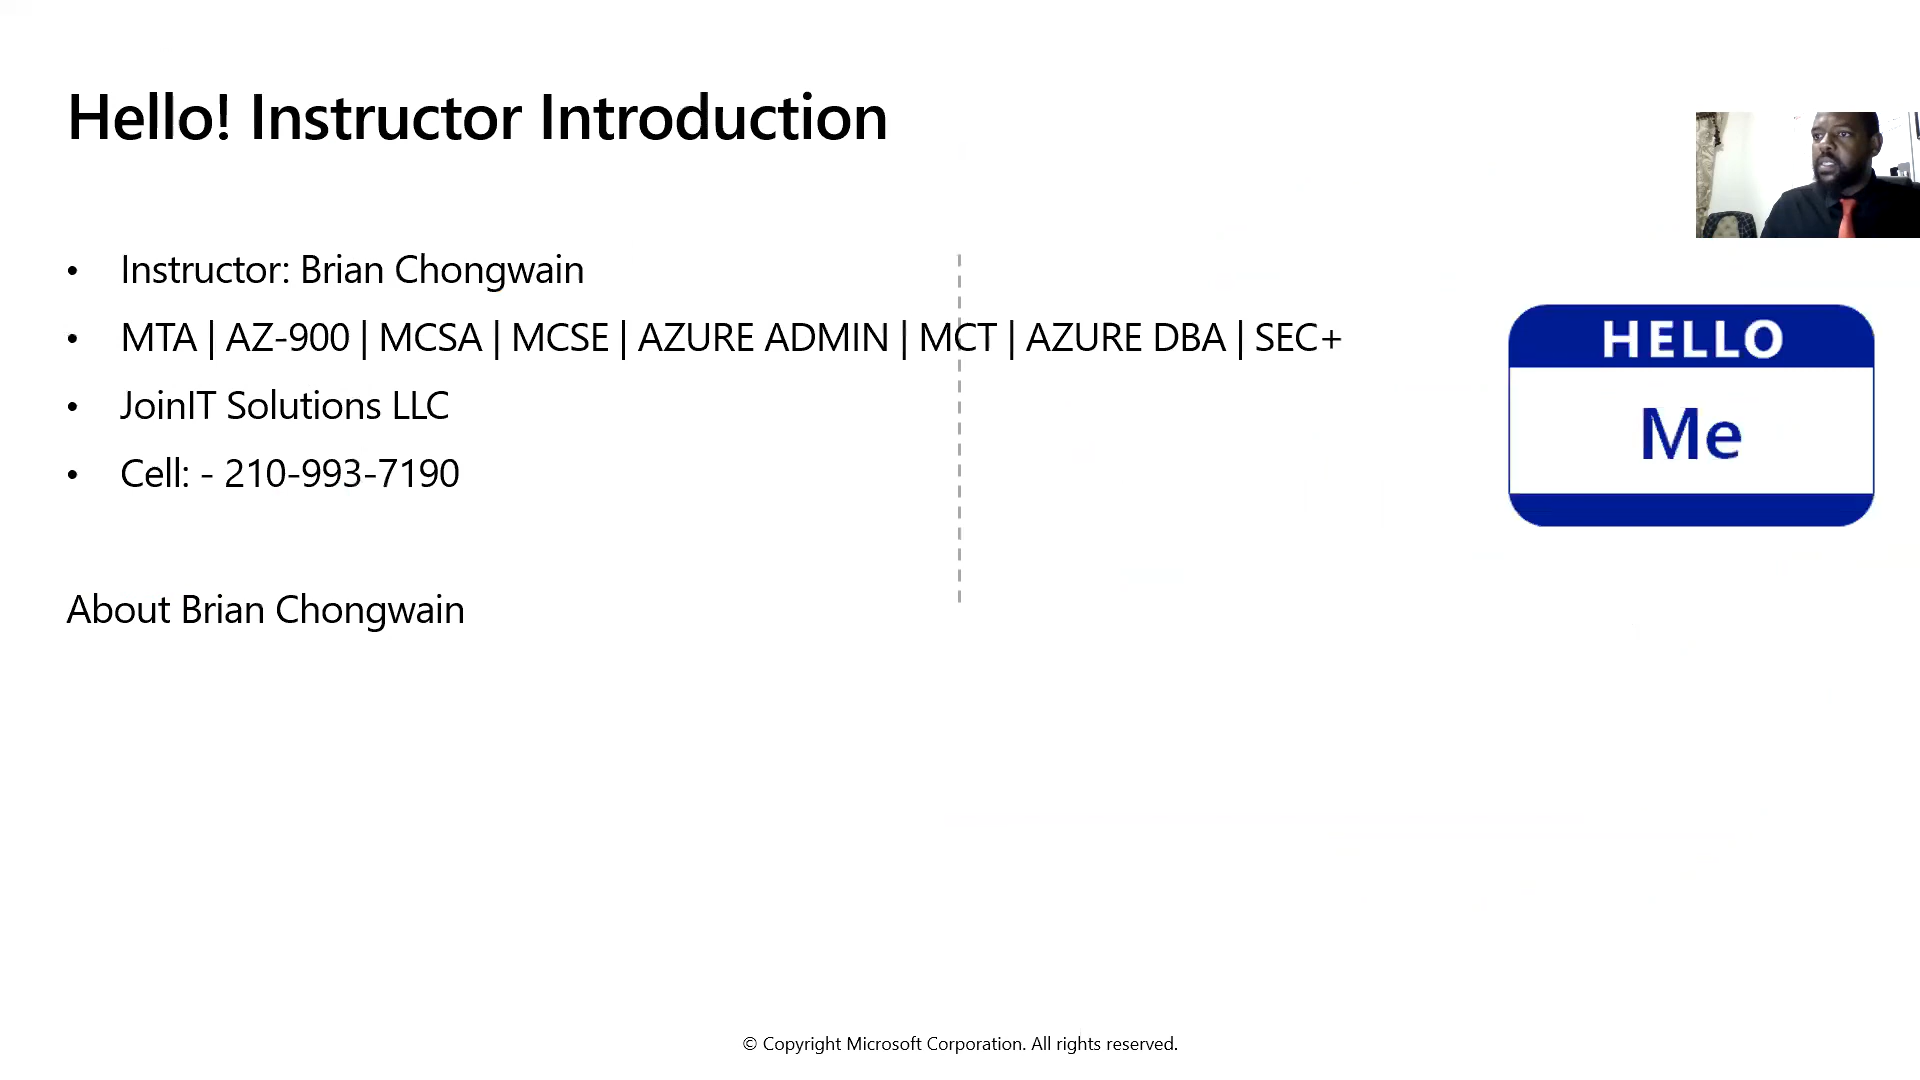 Hello! Instructor Introduction
• Instructor: Brian Chongwain
• MTA | AZ-900 | MCSA | MCSE | AZURE ADMIN | MCT | AZURE DBA | SEC+
• JoinIT Solutions LLC
• Cell: - 210-993-7190
About Brian Chongwain
HELLO
Me
© Copyright Microsoft Corporation. All rights reserved.